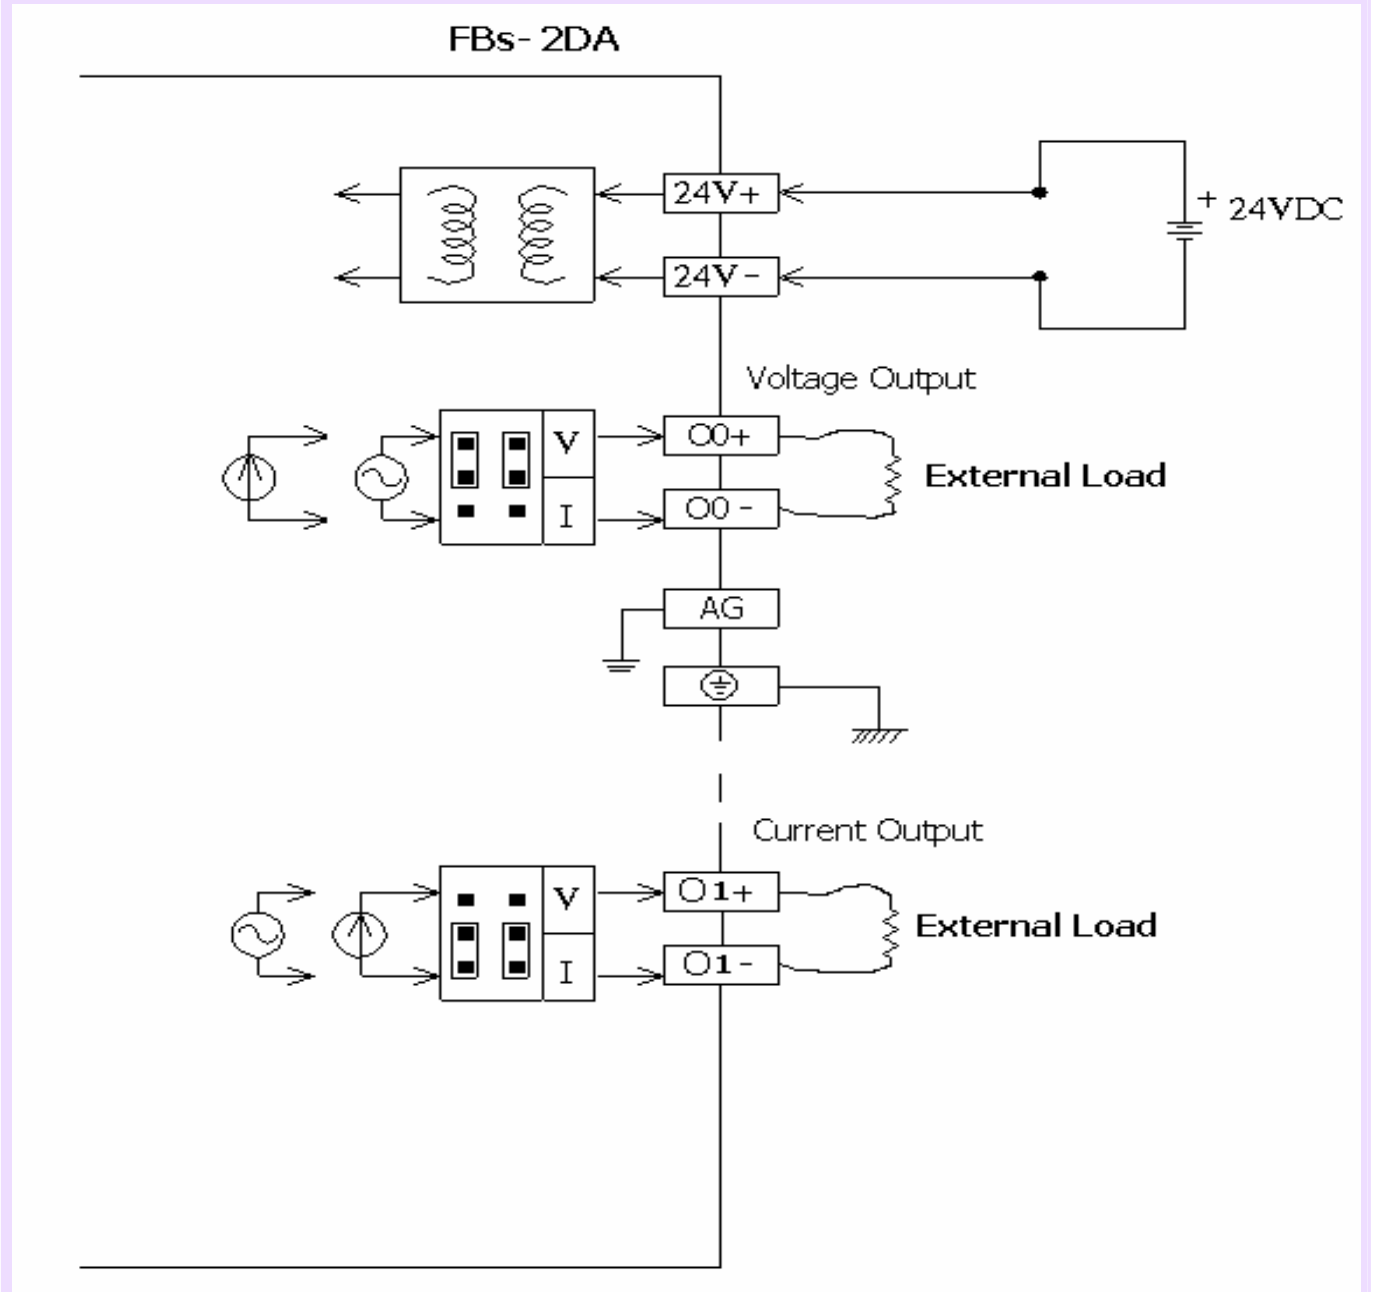 FBs- 2DA
24V+
+ 24VDC
24V-
Voltage Output
V
O0+
External Load
I
O0 -
AG
Current Output
V
O1+
External Load
I
O1-